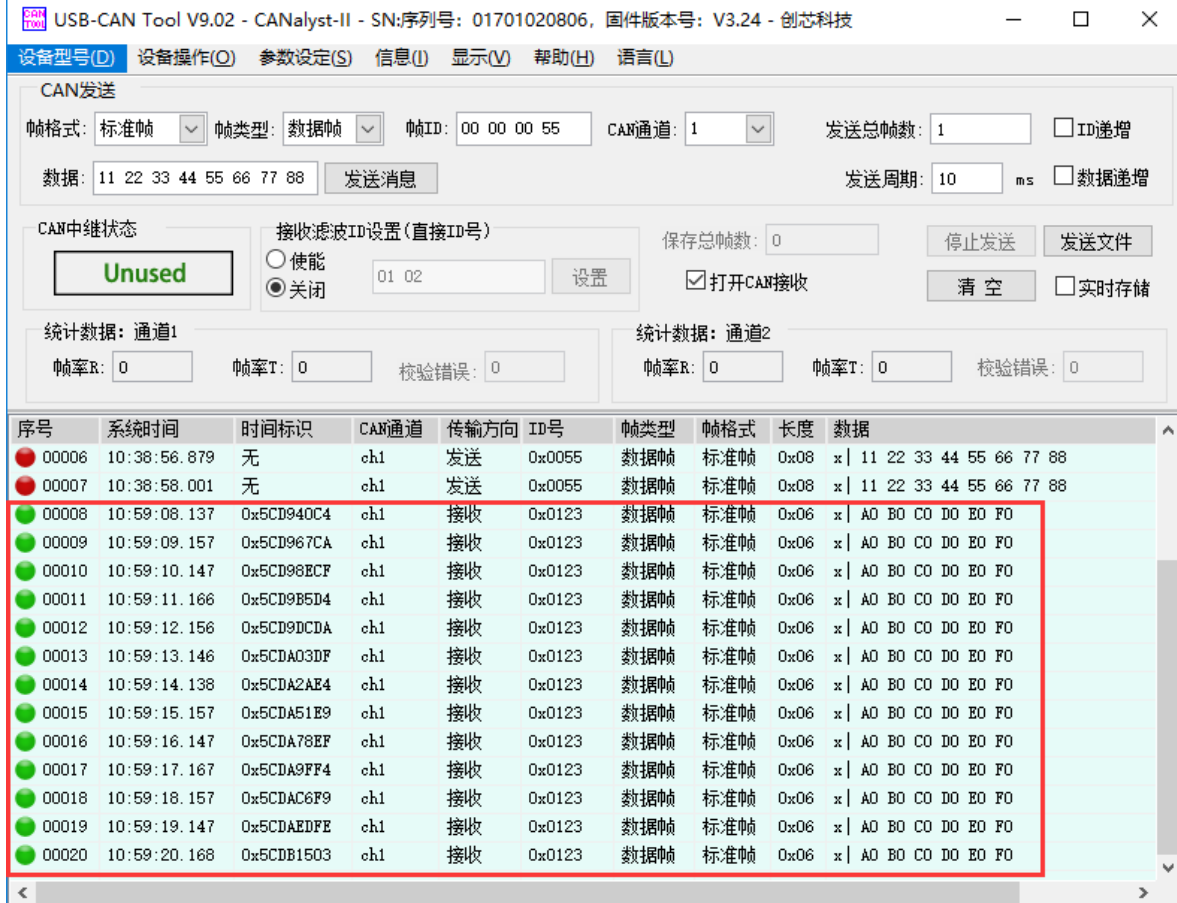 CAN TOOL USB-CAN Tool V9.02 - CANalyst-II - SN:序列号：01701020806，固件版本号：V3.24 - 创芯科技
设备型号(D) 设备操作(O) 参数设定(S) 信息(I) 显示(V) 帮助(H) 语言(L)
CAN发送
帧格式: 标准帧 帧类型: 数据帧 帧ID: 00 00 00 55 CAN通道: 1 发送总帧数: 1 ID递增
数据: 11 22 33 44 55 66 77 88 发送消息 发送周期: 10 ms 数据递增
CAN中继状态 接收滤波ID设置(直接ID号)
Unused 使能 关闭 01 02 设置 保存总帧数: 0 停止发送 发送文件
打开CAN接收 清 空 实时存储
统计数据: 通道1 统计数据: 通道2
帧率R: 0 帧率T: 0 校验错误: 0 帧率R: 0 帧率T: 0 校验错误: 0
序号 系统时间 时间标识 CAN通道 传输方向 ID号 帧类型 帧格式 长度 数据
00006 10:38:56.879 无 ch1 发送 0x0055 数据帧 标准帧 0x08 x| 11 22 33 44 55 66 77 88
00007 10:38:58.001 无 ch1 发送 0x0055 数据帧 标准帧 0x08 x| 11 22 33 44 55 66 77 88
00008 10:59:08.137 0x5CD940C4 ch1 接收 0x0123 数据帧 标准帧 0x06 x| A0 B0 C0 D0 E0 F0
00009 10:59:09.157 0x5CD967CA ch1 接收 0x0123 数据帧 标准帧 0x06 x| A0 B0 C0 D0 E0 F0
00010 10:59:10.147 0x5CD98ECF ch1 接收 0x0123 数据帧 标准帧 0x06 x| A0 B0 C0 D0 E0 F0
00011 10:59:11.166 0x5CD9B5D4 ch1 接收 0x0123 数据帧 标准帧 0x06 x| A0 B0 C0 D0 E0 F0
00012 10:59:12.156 0x5CD9DCDA ch1 接收 0x0123 数据帧 标准帧 0x06 x| A0 B0 C0 D0 E0 F0
00013 10:59:13.146 0x5CDA03DF ch1 接收 0x0123 数据帧 标准帧 0x06 x| A0 B0 C0 D0 E0 F0
00014 10:59:14.138 0x5CDA2AE4 ch1 接收 0x0123 数据帧 标准帧 0x06 x| A0 B0 C0 D0 E0 F0
00015 10:59:15.157 0x5CDA51E9 ch1 接收 0x0123 数据帧 标准帧 0x06 x| A0 B0 C0 D0 E0 F0
00016 10:59:16.147 0x5CDA78EF ch1 接收 0x0123 数据帧 标准帧 0x06 x| A0 B0 C0 D0 E0 F0
00017 10:59:17.167 0x5CDA9FF4 ch1 接收 0x0123 数据帧 标准帧 0x06 x| A0 B0 C0 D0 E0 F0
00018 10:59:18.157 0x5CDAC6F9 ch1 接收 0x0123 数据帧 标准帧 0x06 x| A0 B0 C0 D0 E0 F0
00019 10:59:19.147 0x5CDAEDFE ch1 接收 0x0123 数据帧 标准帧 0x06 x| A0 B0 C0 D0 E0 F0
00020 10:59:20.168 0x5CDB1503 ch1 接收 0x0123 数据帧 标准帧 0x06 x| A0 B0 C0 D0 E0 F0